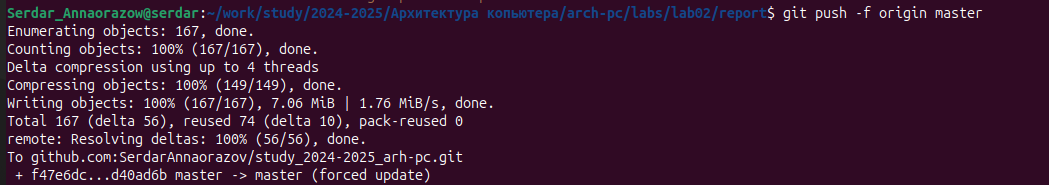 Serdar_Annaorazow@serdar:~/work/study/2024-2025/Архитектура копьютера/arch-pc/labs/lab02/report$ git push -f origin master
Enumerating objects: 167, done.
Counting objects: 100% (167/167), done.
Delta compression using up to 4 threads
Compressing objects: 100% (149/149), done.
Writing objects: 100% (167/167), 7.06 MiB | 1.76 MiB/s, done.
Total 167 (delta 56), reused 74 (delta 10), pack-reused 0
remote: Resolving deltas: 100% (56/56), done.
To github.com:SerdarAnnaorazov/study_2024-2025_arh-pc.git
 + f47e6dc...d40ad6b master -> master (forced update)